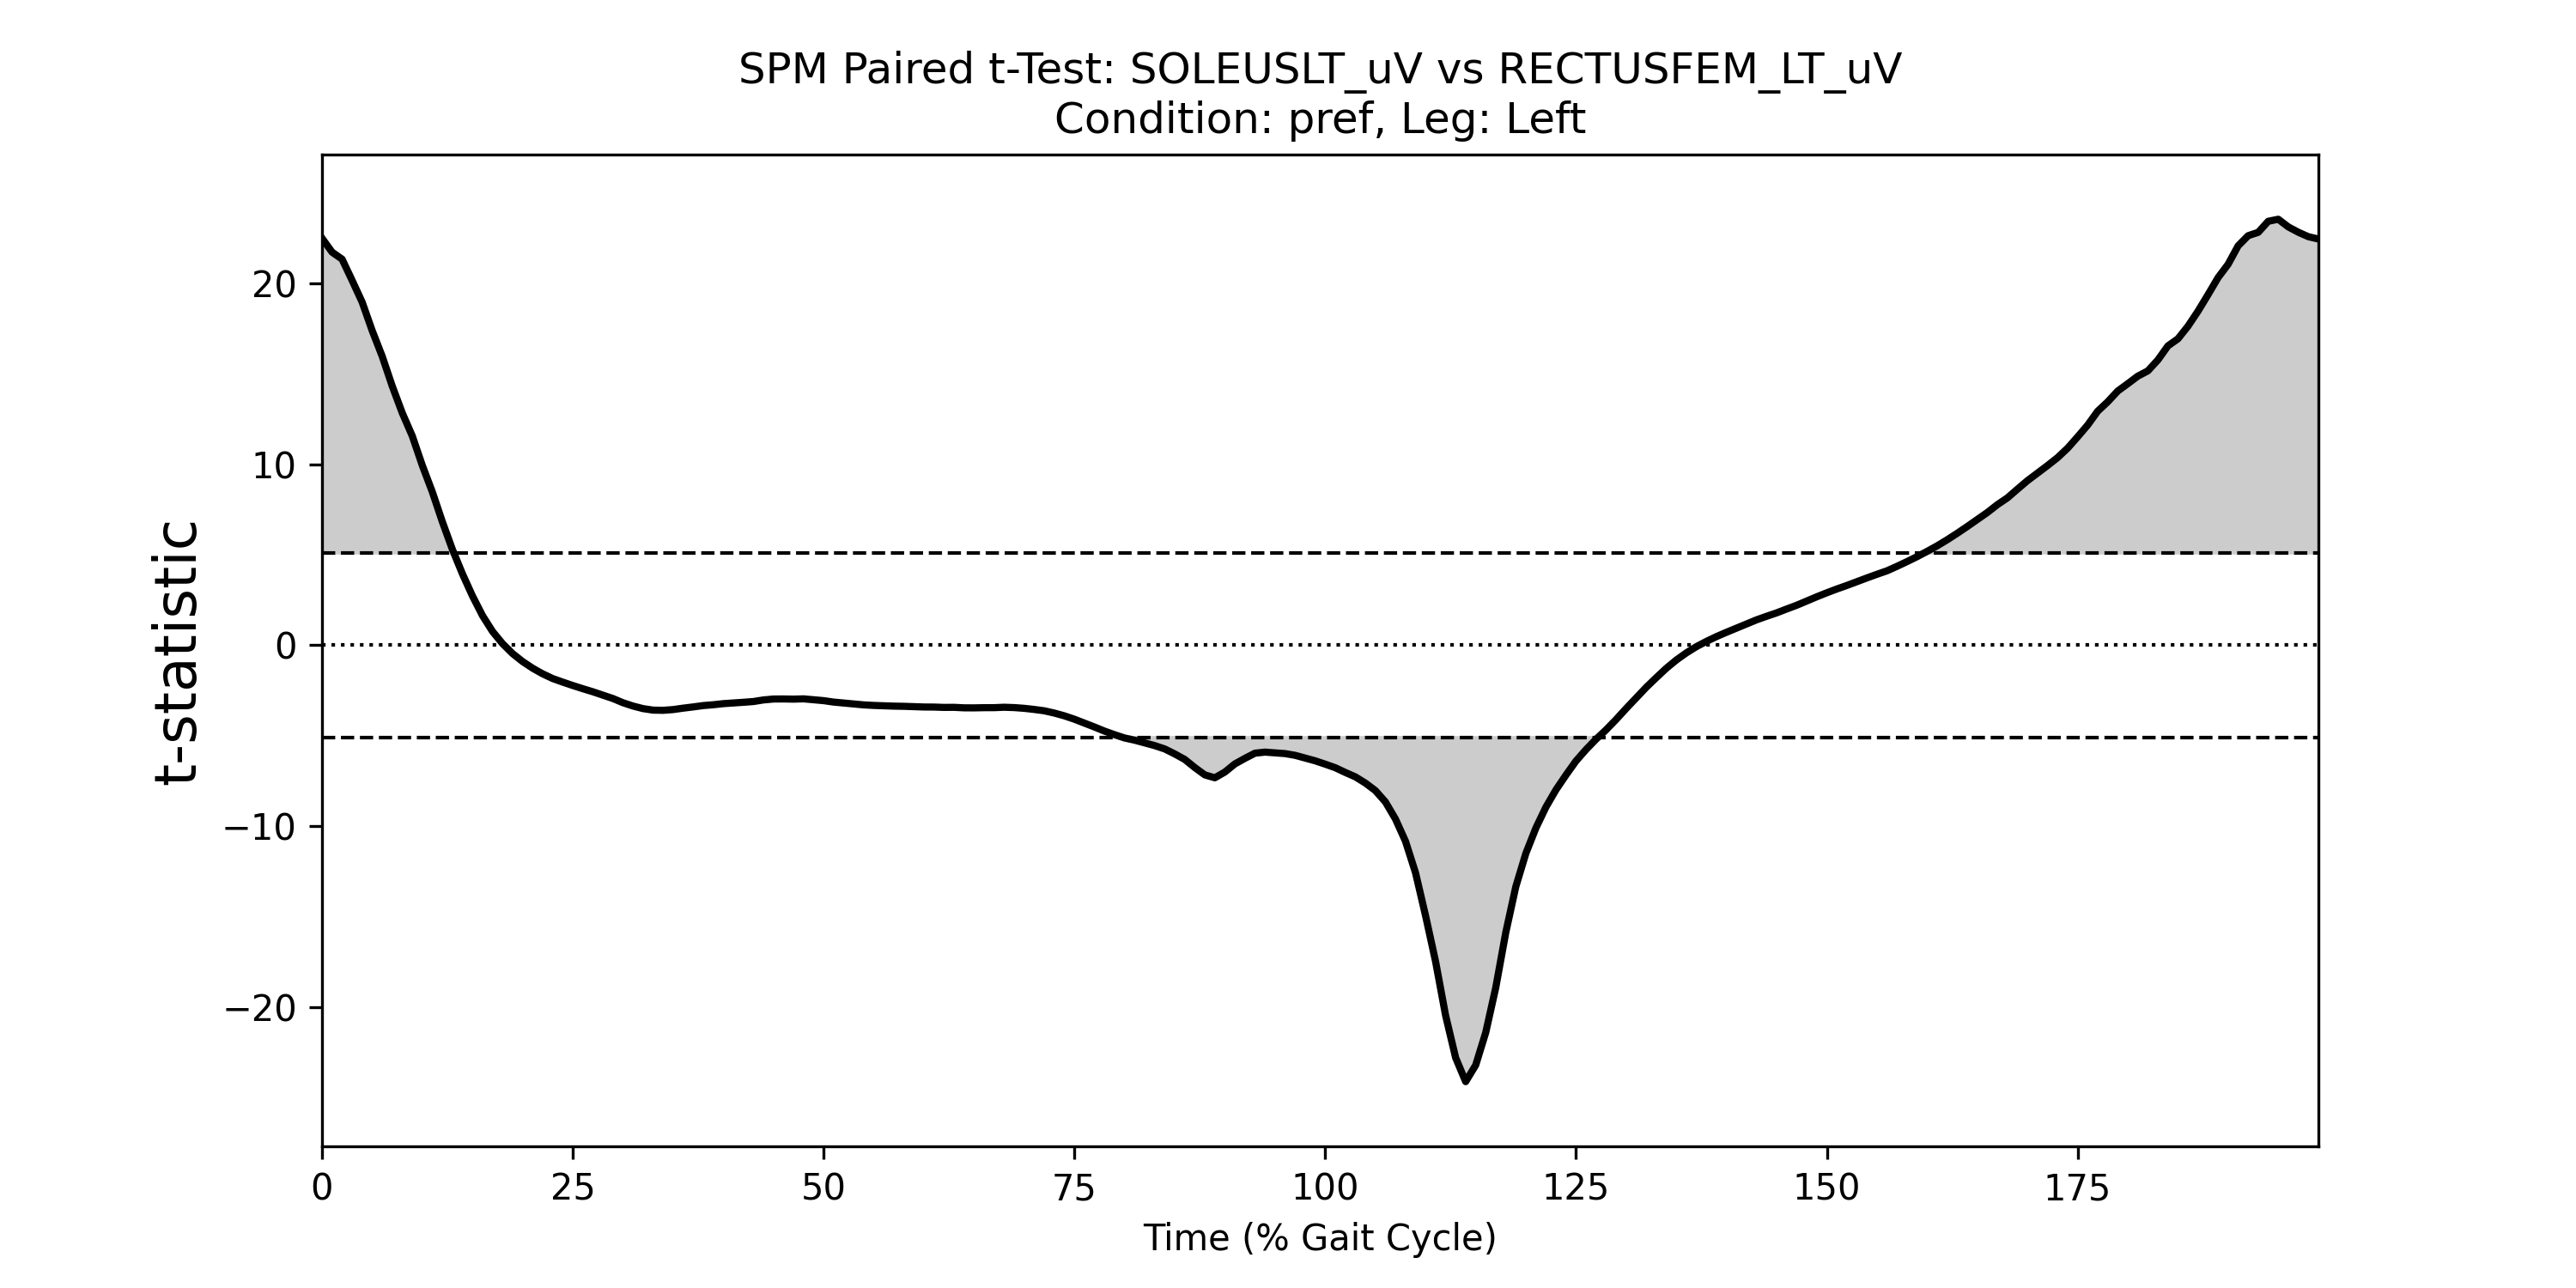 SPM Paired t-Test: SOLEUSLT_uV vs RECTUSFEM_LT_uV
Condition: pref, Leg: Left
t-statistic
20
10
0
−10
−20
0 25 50 75 100 125 150 175
Time (% Gait Cycle)